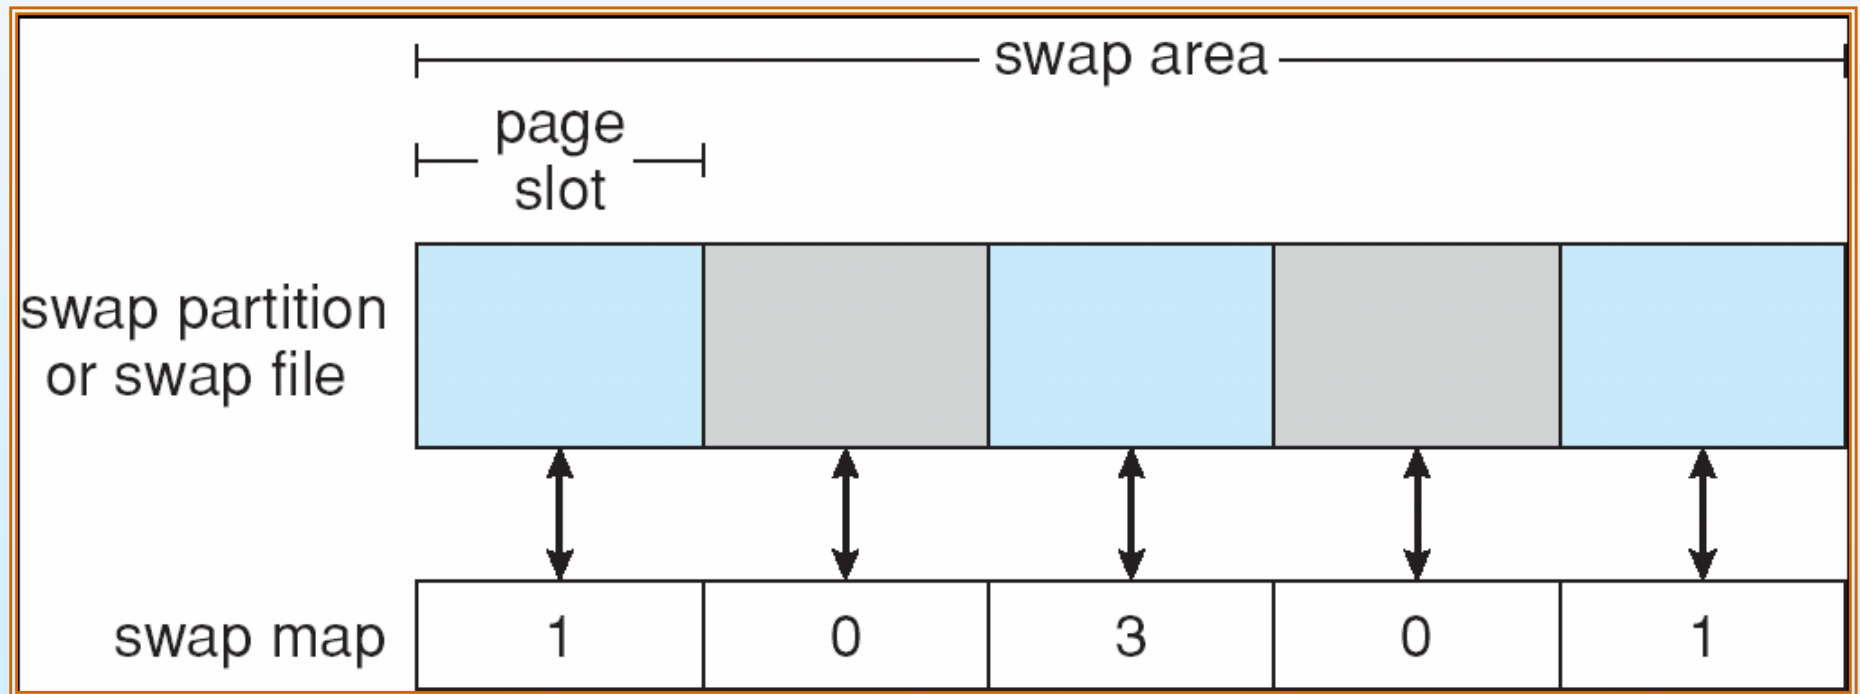 swap area
page
slot
swap partition
or swap file
swap map 1 0 3 0 1